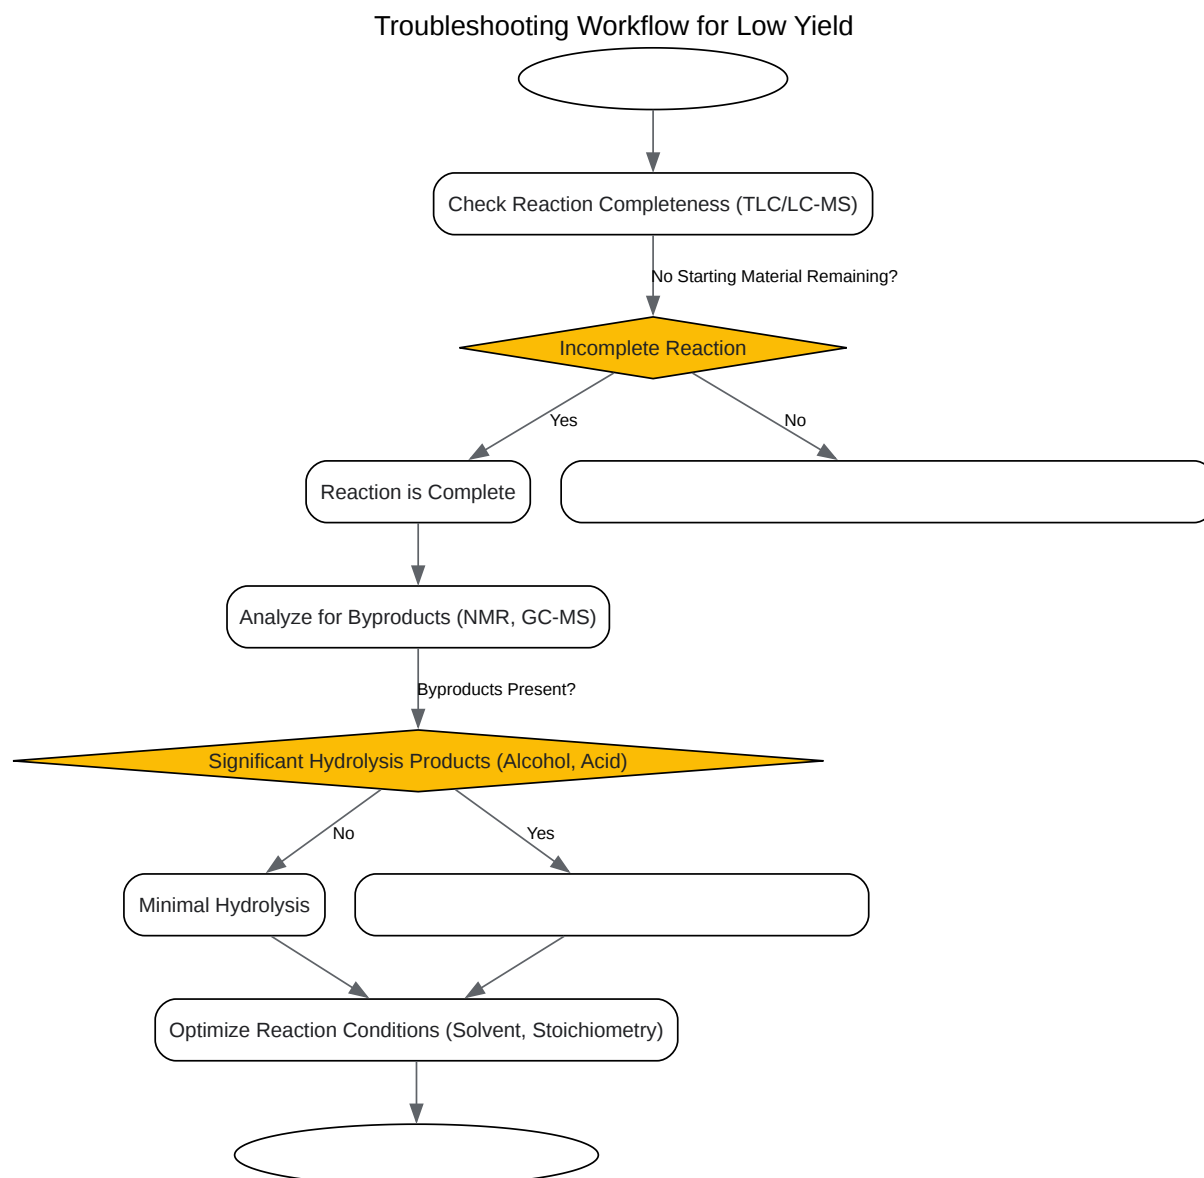 Troubleshooting Workflow for Low Yield
Check Reaction Completeness (TLC/LC-MS)
No Starting Material Remaining?
Incomplete Reaction
Yes
No
Reaction is Complete
Analyze for Byproducts (NMR, GC-MS)
Byproducts Present?
Significant Hydrolysis Products (Alcohol, Acid)
No
Yes
Minimal Hydrolysis
Optimize Reaction Conditions (Solvent, Stoichiometry)